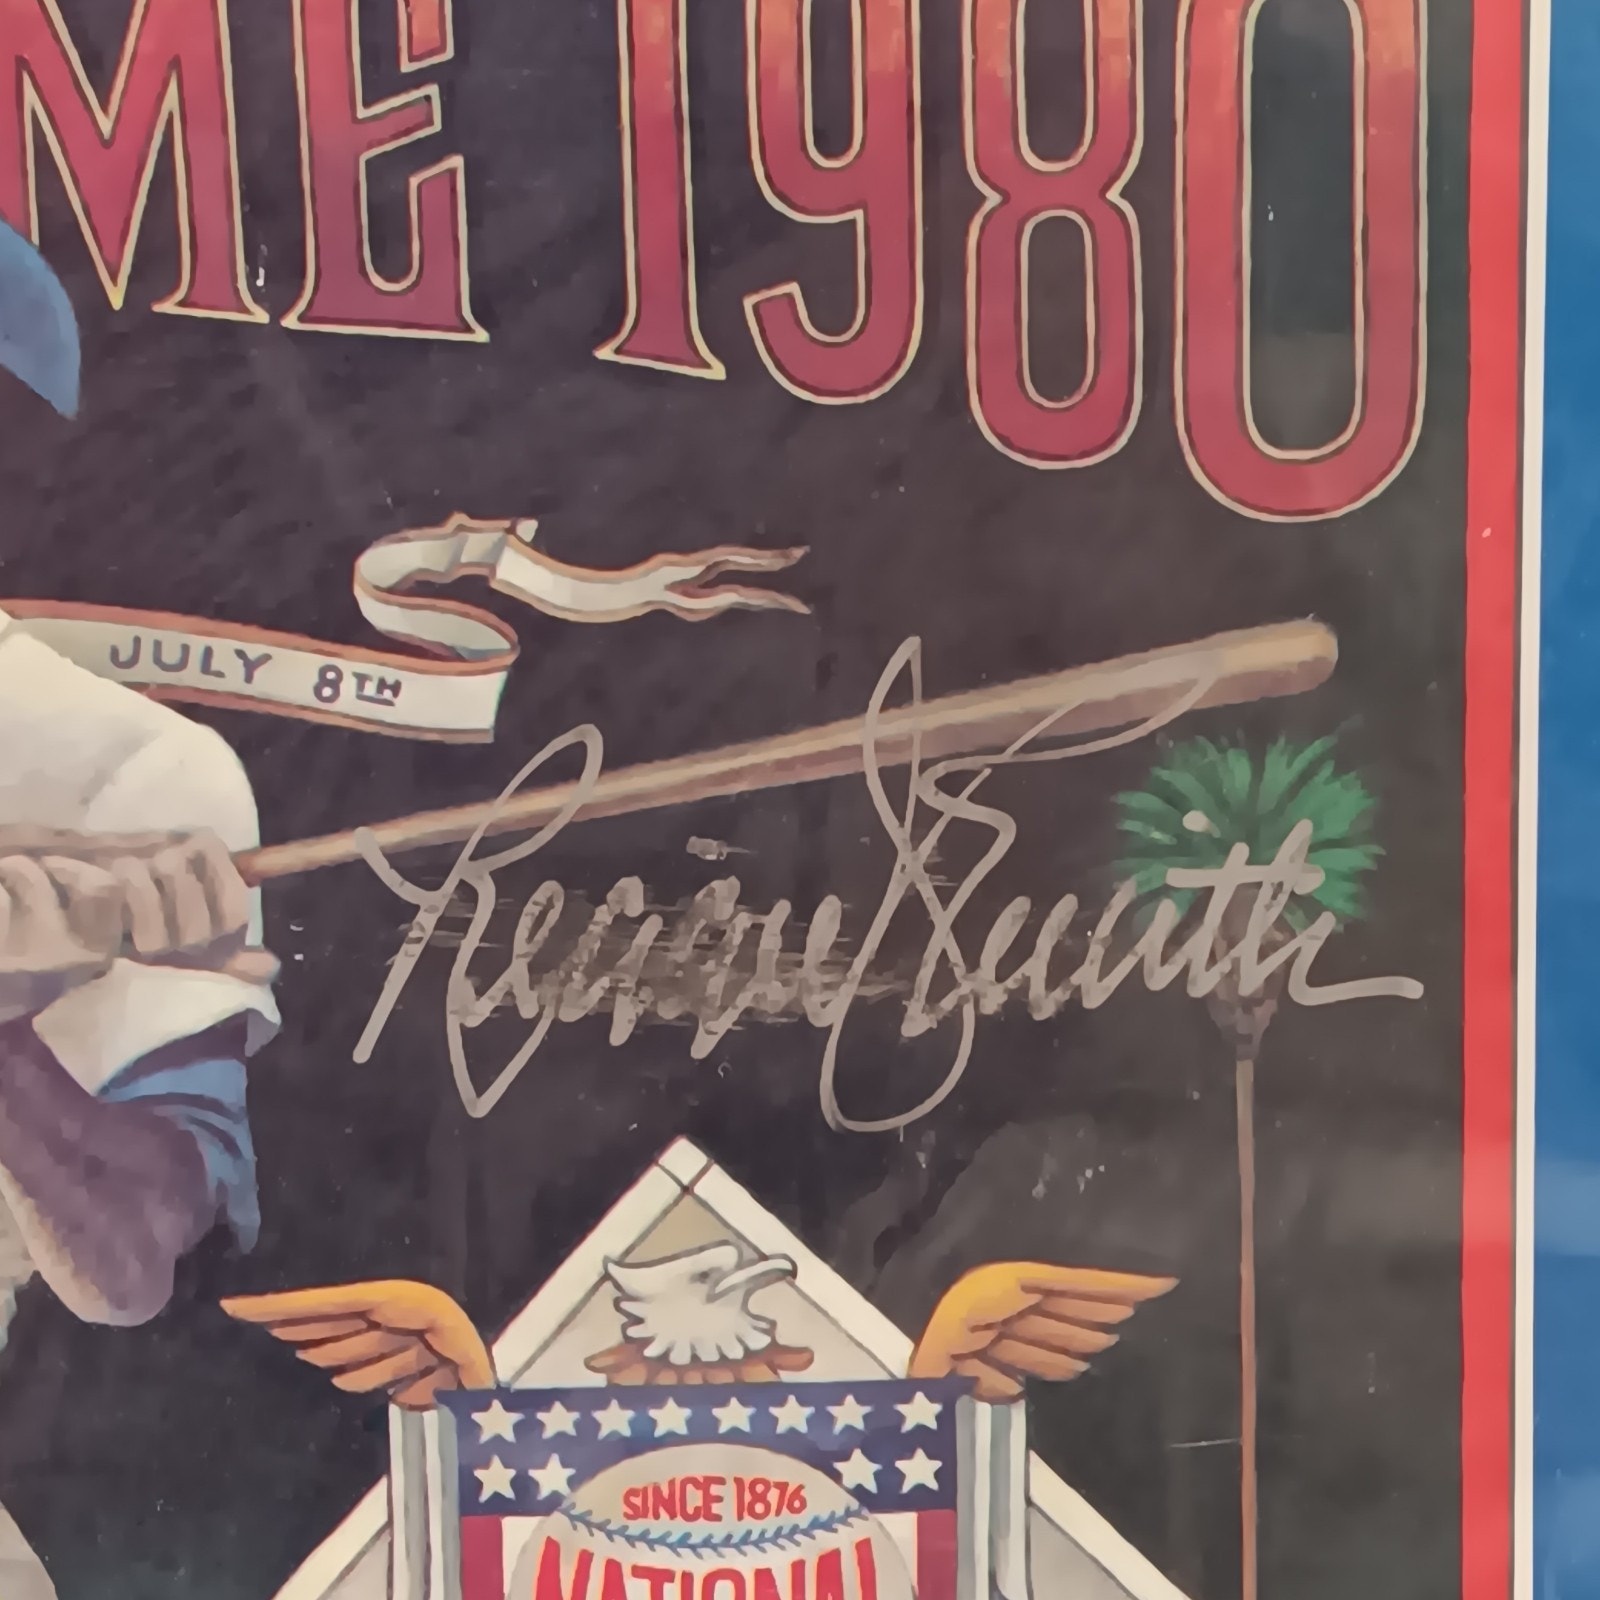 ME 1980
JULY 8TH
Reggie Smith
SINCE 1876
NATIONAL